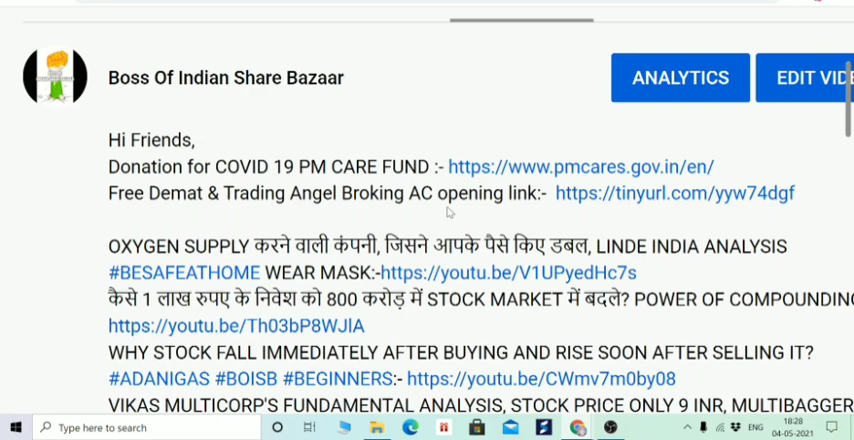 Boss Of Indian Share Bazaar
ANALYTICS
Hi Friends,
Donation for COVID 19 PM CARE FUND :- https://www.pmcares.gov.in/en/
Free Demat & Trading Angel Broking AC opening link:- https://tinyurl.com/yyw74dgf
OXYGEN SUPPLY करने वाली कंपनी, जिसने आपके पैसे किए डबल, LINDE INDIA ANALYSIS
#BESAFEATHOME WEAR MASK:-https://youtu.be/V1UPyedHc7s
कैसे 1 लाख रुपए के निवेश को 800 करोड़ में STOCK MARKET में बदले? POWER OF COMPOUNDING
https://youtu.be/Th03bP8WJlA
WHY STOCK FALL IMMEDIATELY AFTER BUYING AND RISE SOON AFTER SELLING IT?
#ADANIGAS #BOISB #BEGINNERS:- https://youtu.be/CWmv7m0by08
VIKAS MULTICORP'S FUNDAMENTAL ANALYSIS, STOCK PRICE ONLY 9 INR, MULTIBAGGER
EDIT
Type here to search
ENG
18:28
04-05-2021